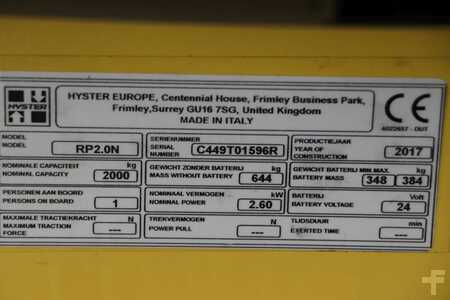 HYSTER
HYSTER EUROPE, Centennial House, Frimley Business Park,
Frimley,Surrey GU16 7SG, United Kingdom
MADE IN ITALY
CE
A022657 - DUT
MODEL
MODEL
RP2.0N
SERIENUMMER
SERIAL NUMBER
C449T01596R
PRODUCTIEJAAR
YEAR OF CONSTRUCTION
2017
NOMINALE CAPACITEIT
NOMINAL CAPACITY
kg
2000
GEWICHT ZONDER BATTERIJ
MASS WITHOUT BATTERY
kg
644
GEWICHT BATTERIJ MIN.MAX.
BATTERY MASS
kg
348 384
PERSONEN AAN BOORD
PERSONS ON BOARD
1
NOMINAAL VERMOGEN
NOMINAL POWER
kW
2.60
BATTERIJ
BATTERY VOLTAGE
Volt
24
MAXIMALE TRACTIEKRACHT
MAXIMUM TRACTION FORCE
N
---
TREKVERMOGEN
POWER PULL
N
---
TIJDSDUUR
OVERTIME
min
---